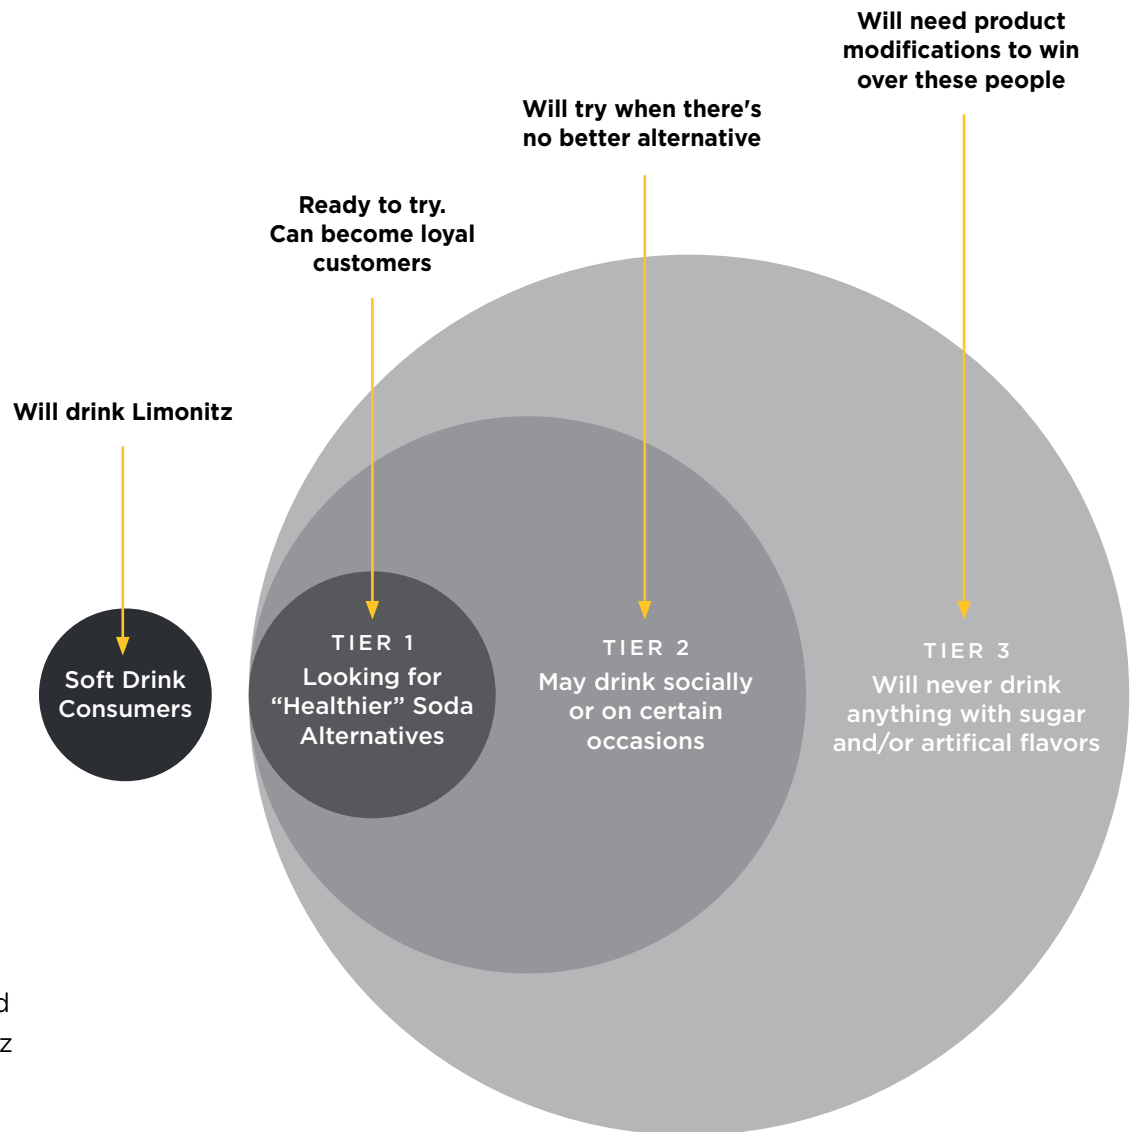 Will need product
modifications to win
over these people
Will try when there's
no better alternative
Ready to try.
Can become loyal
customers
Will drink Limonitz
Soft Drink
Consumers
TIER 1
Looking for
“Healthier” Soda
Alternatives
TIER 2
May drink socially
or on certain
occasions
TIER 3
Will never drink
anything with sugar
and/or artifical flavors
d
z